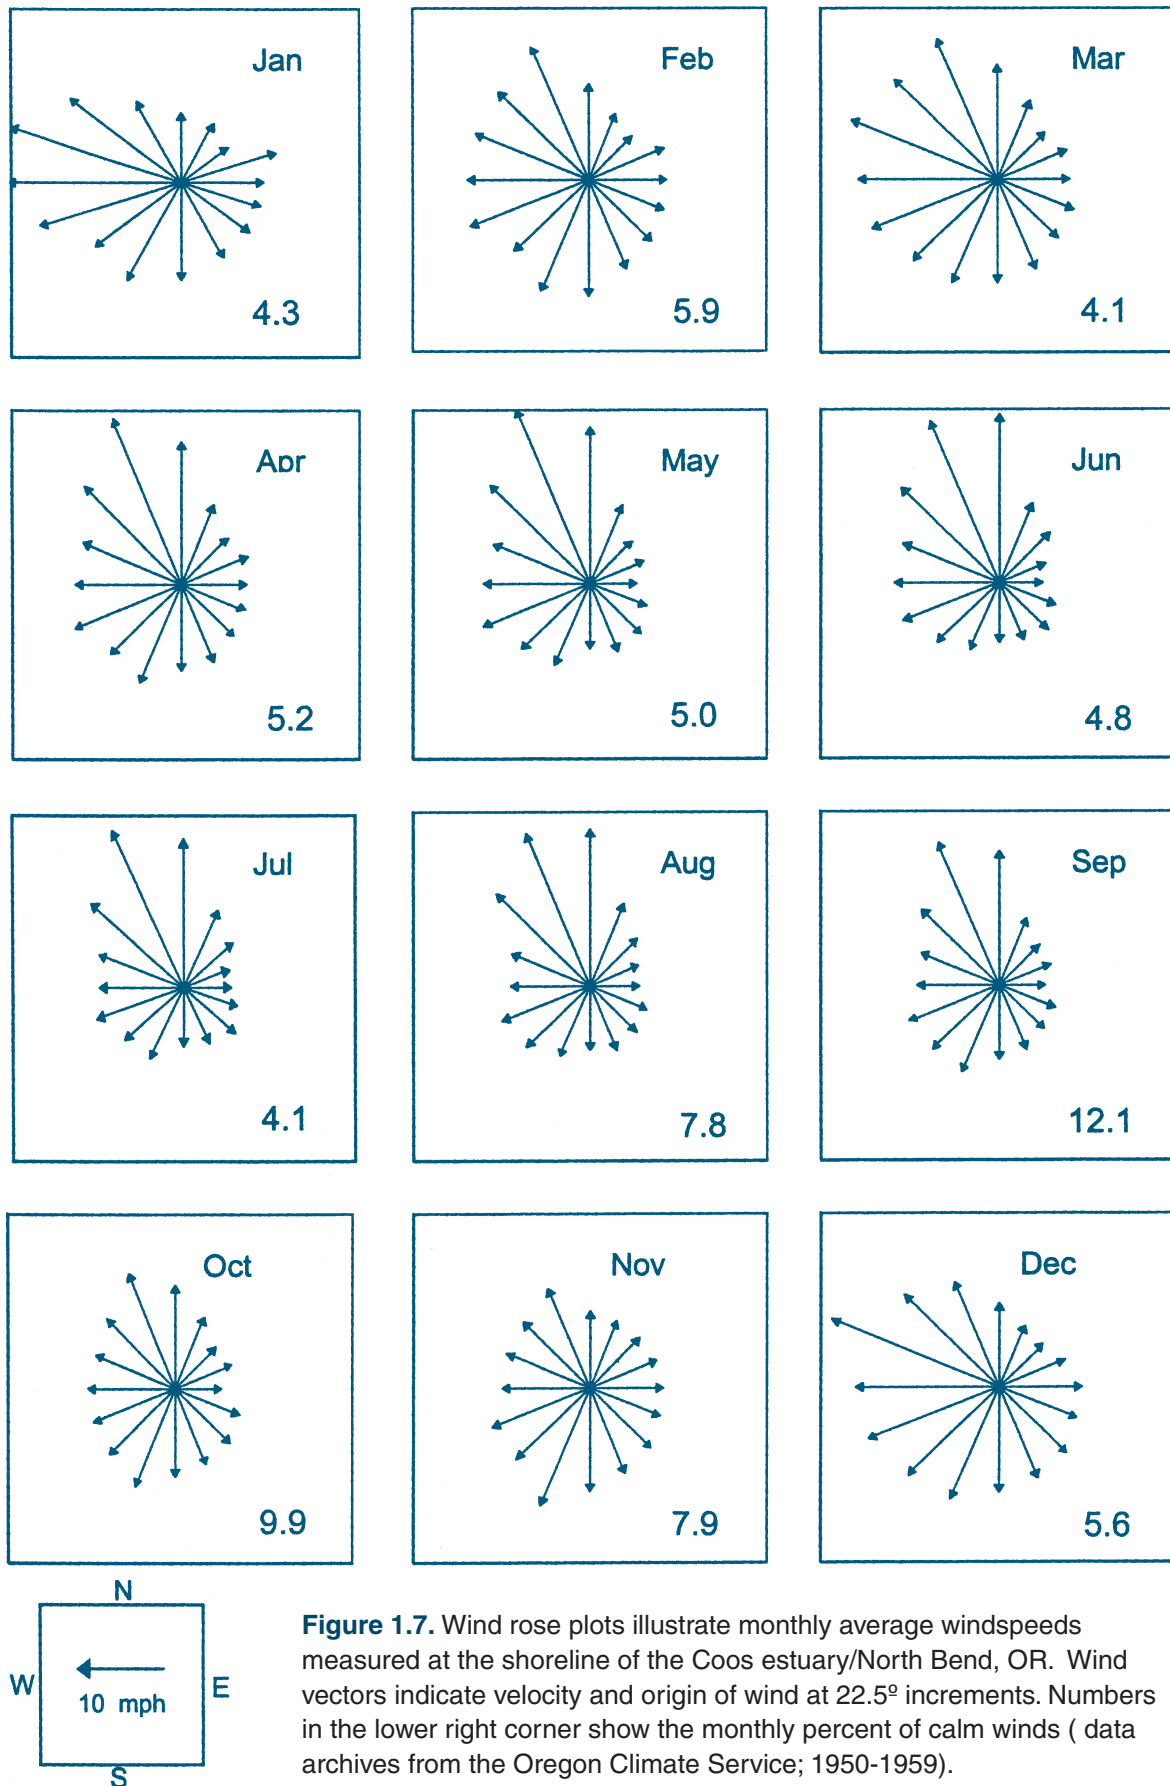 Jan
Feb
Mar
4.3
5.9
4.1
Apr
May
Jun
5.2
5.0
4.8
Jul
Aug
Sep
4.1
7.8
12.1
Oct
Nov
Dec
9.9
7.9
5.6
N
W
E
10 mph
S
Figure 1.7. Wind rose plots illustrate monthly average windspeeds
measured at the shoreline of the Coos estuary/North Bend, OR. Wind
vectors indicate velocity and origin of wind at 22.5º increments. Numbers
in the lower right corner show the monthly percent of calm winds ( data
archives from the Oregon Climate Service; 1950-1959).